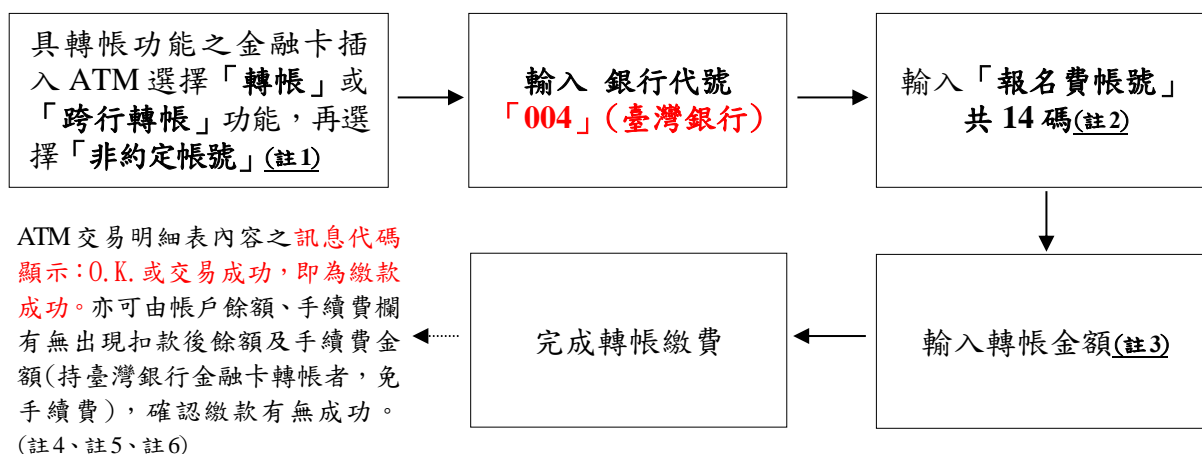 具轉帳功能之金融卡插
入 ATM 選擇「轉帳」或
「跨行轉帳」功能，再選
擇「非約定帳號」(註1)
輸入 銀行代號
「004」(臺灣銀行)
輸入「報名費帳號」
共 14 碼(註2)
輸入轉帳金額(註3)
完成轉帳繳費
ATM 交易明細表內容之訊息代碼
顯示：O.K.或交易成功，即為繳款
成功。亦可由帳戶餘額、手續費欄
有無出現扣款後餘額及手續費金
額(持臺灣銀行金融卡轉帳者，免
手續費)，確認繳款有無成功。
(註4、註5、註6)